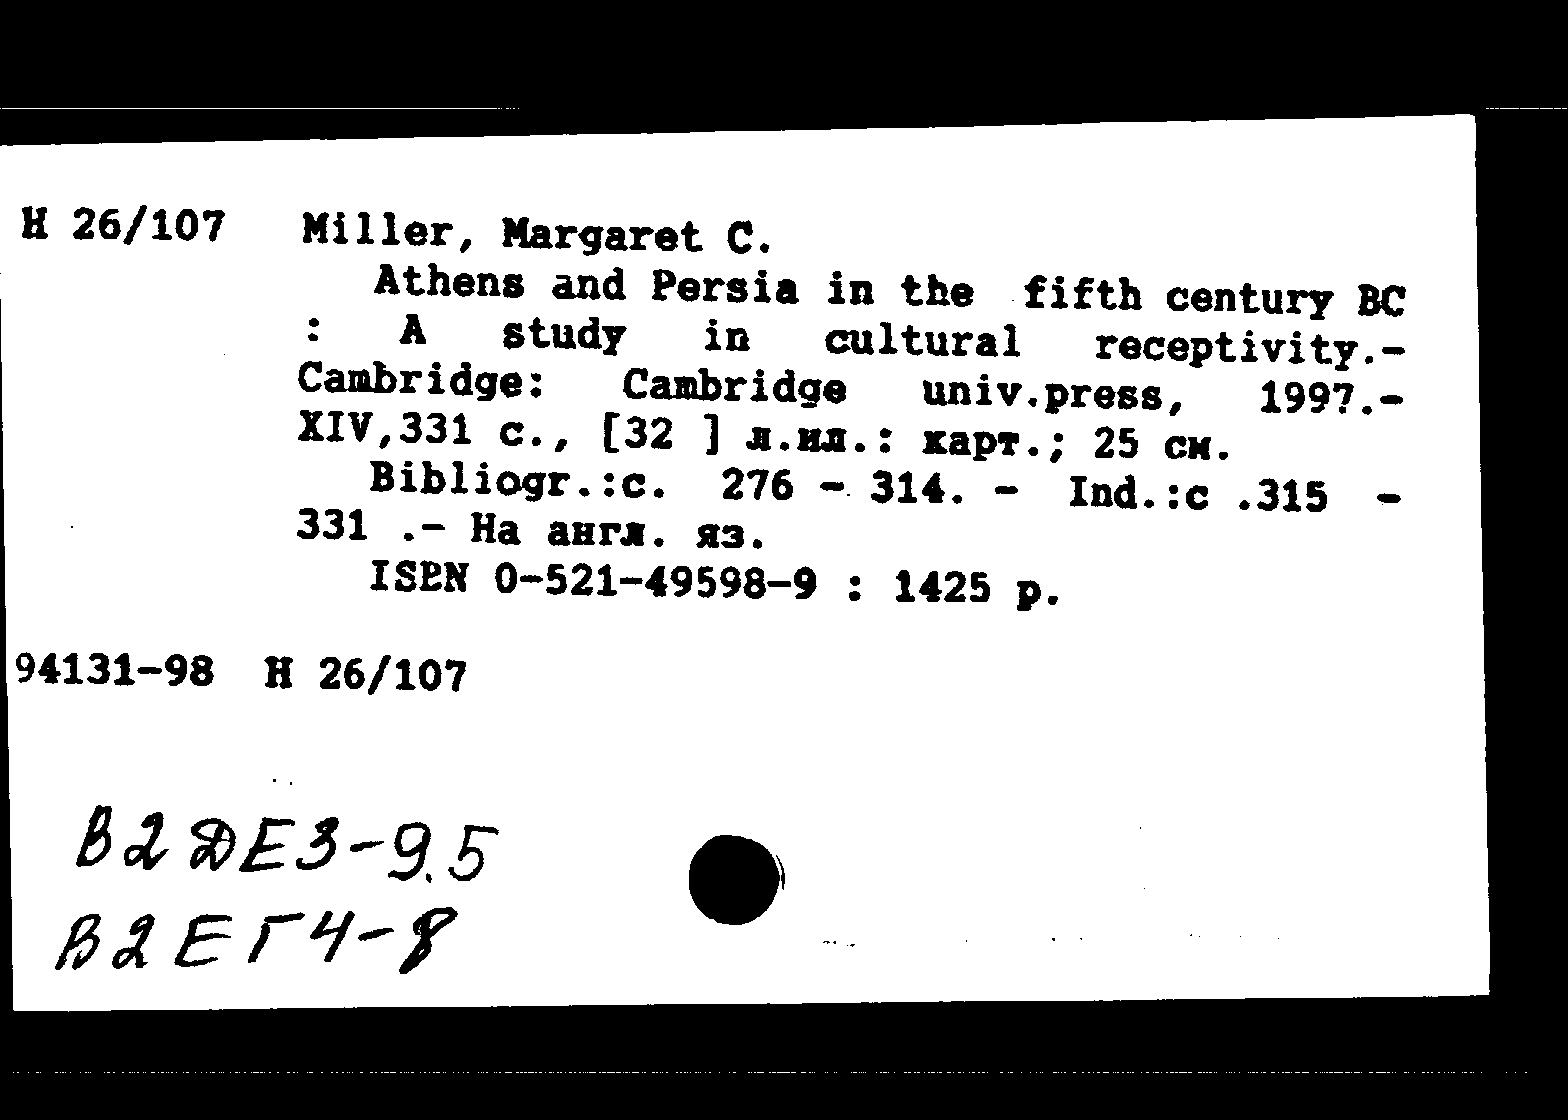 H 26/107 Miller, Margaret C.
Athens and Persia in the fifth century BC
: A study in cultural receptivity.-
Cambridge: Cambridge univ.press, 1997.-
XIV,331 с., [32 ] л.ил.: карт.; 25 см.
Bibliogr.:с. 276 - 314. - Ind.:с .315 -
331 .- На англ. яз.
ISBN 0-521-49598-9 : 1425 р.
94131-98 H 26/107
В2ДЕ3-9.5
В2ЕГ4-8